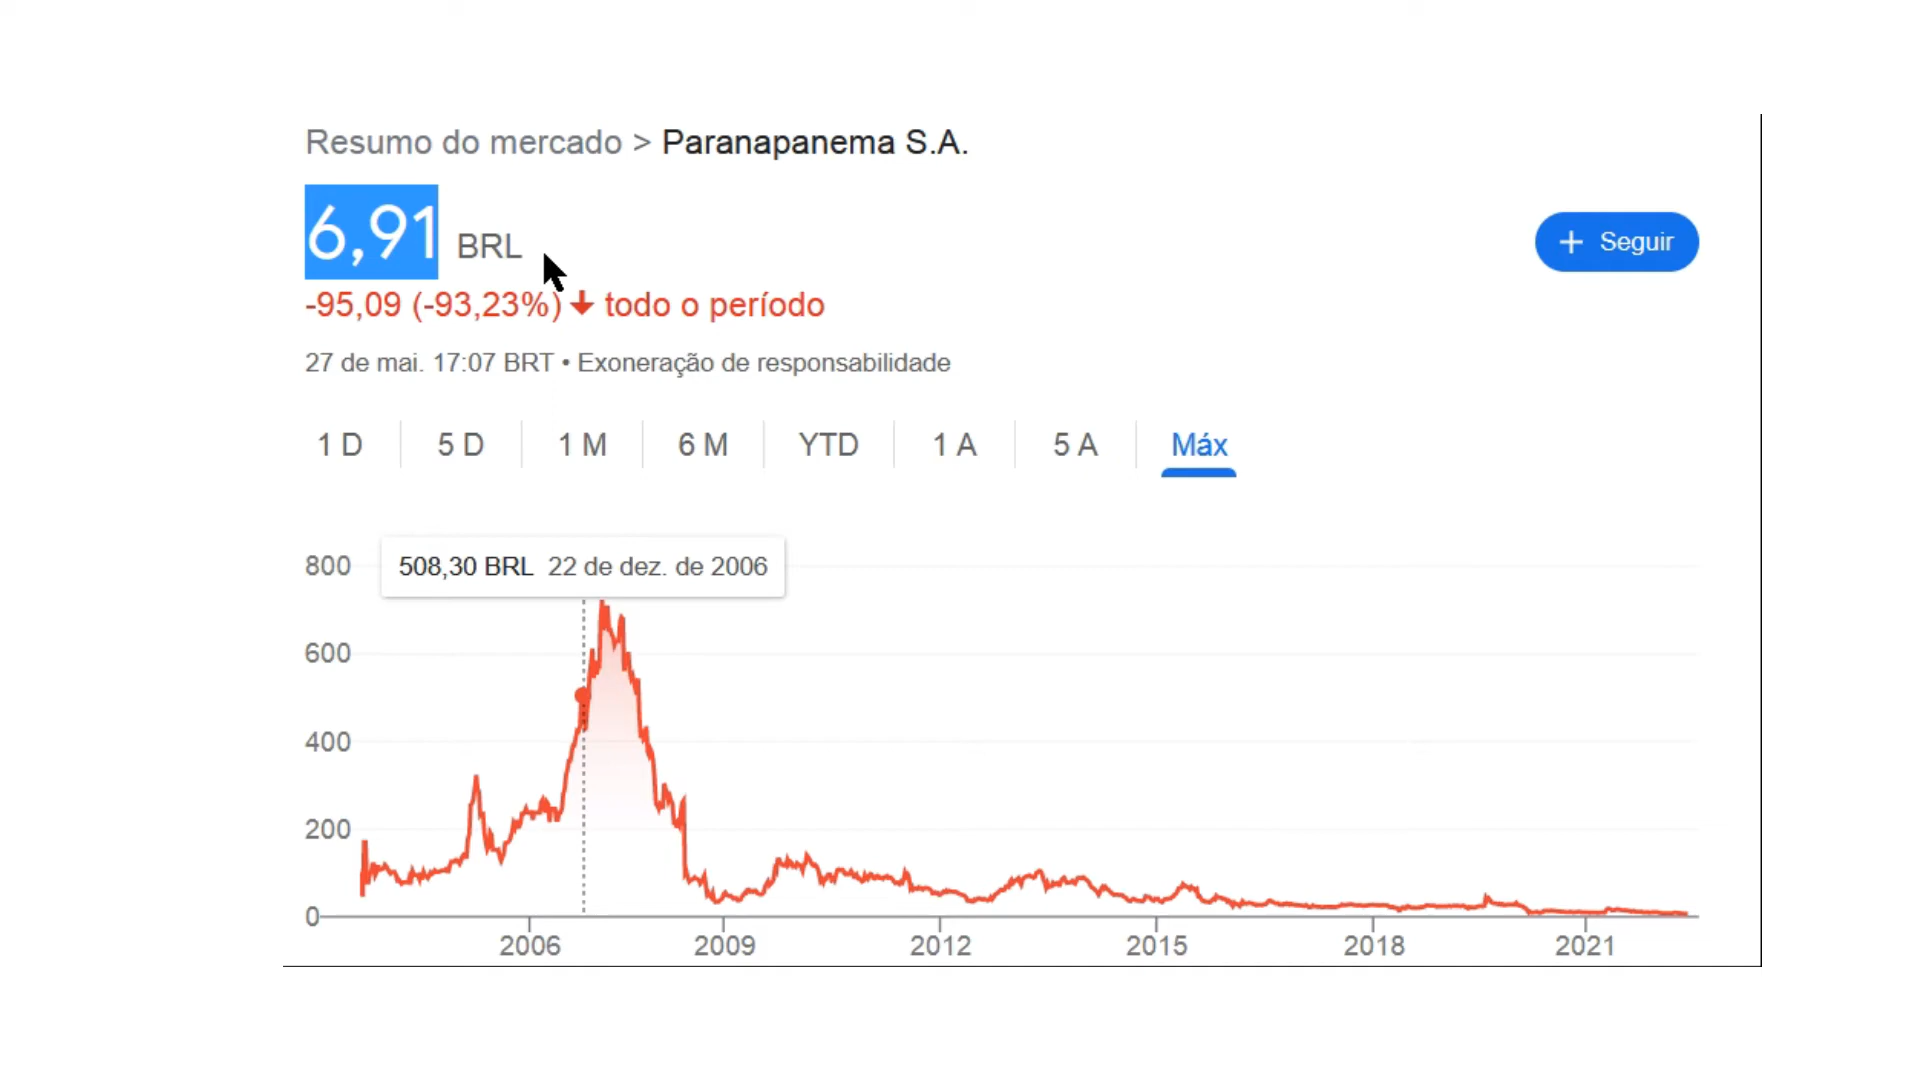 Resumo do mercado > Paranapanema S.A.
6,91 BRL
+ Seguir
-95,09 (-93,23%) ↓ todo o período
27 de mai. 17:07 BRT • Exoneração de responsabilidade
1 D 5 D 1 M 6 M YTD 1 A 5 A Máx
508,30 BRL 22 de dez. de 2006
800
600
400
200
0
2006 2009 2012 2015 2018 2021